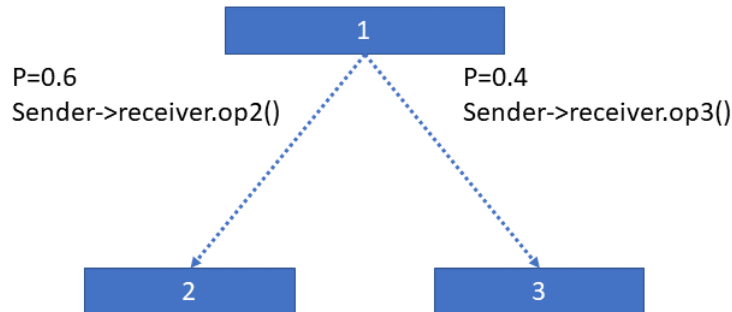 1
P=0.6
Sender->receiver.op2()
P=0.4
Sender->receiver.op3()
2
3